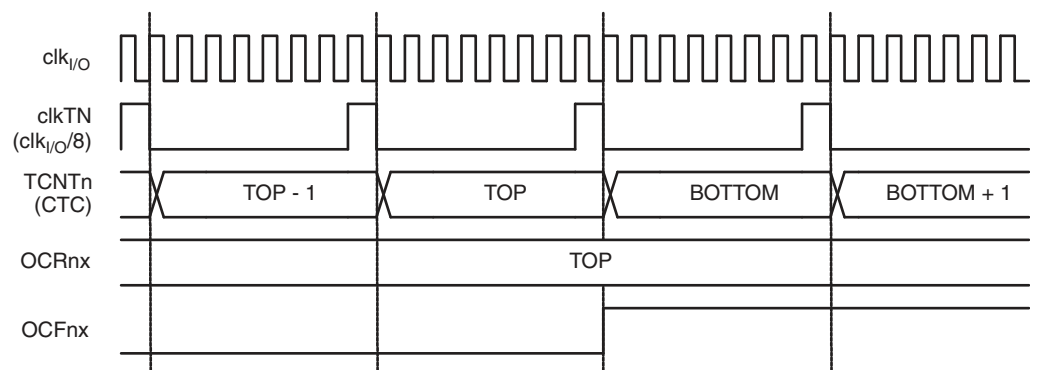 clkI/O
clkTN
(clkI/O/8)
TCNTn
(CTC)
TOP - 1 TOP BOTTOM BOTTOM + 1
OCRnx TOP
OCFnx